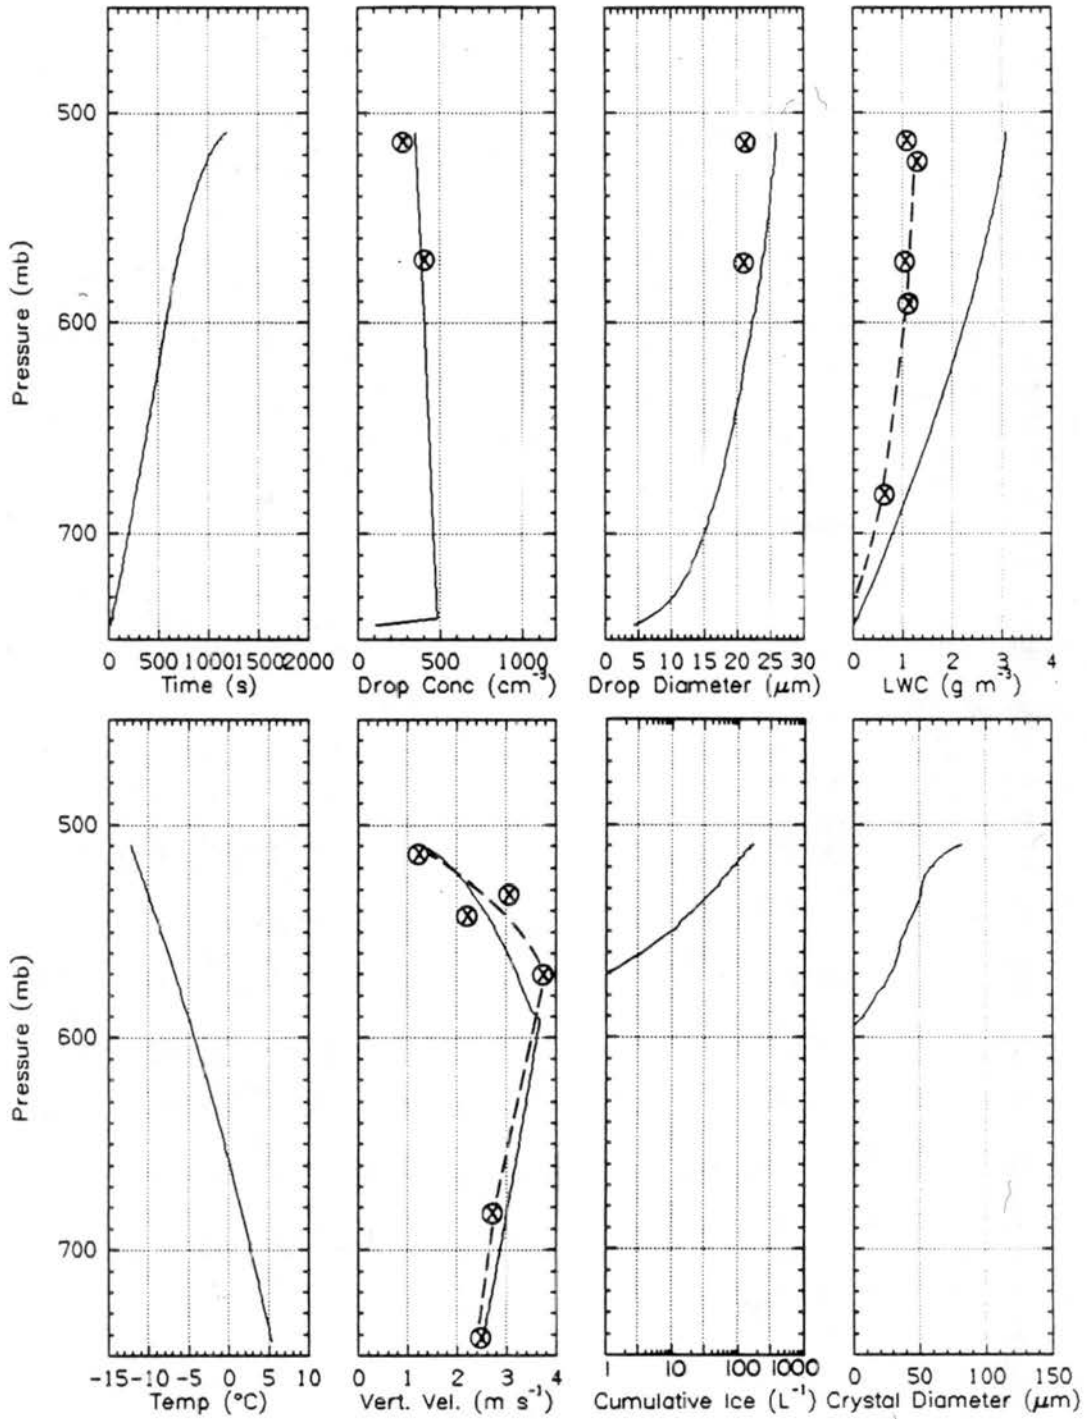 500
600
700
Pressure (mb)
0 500 1000 1500 2000 0 500 1000 0 5 10 15 20 25 30 0 1 2 3 4
Time (s) Drop Conc (cm⁻³) Drop Diameter (μm) LWC (g m⁻³)
500
600
700
Pressure (mb)
-15 -10 -5 0 5 10 0 1 2 3 4 1 10 100 1000 0 50 100 150
Temp (°C) Vert. Vel. (m s⁻¹) Cumulative Ice (L⁻¹) Crystal Diameter (μm)